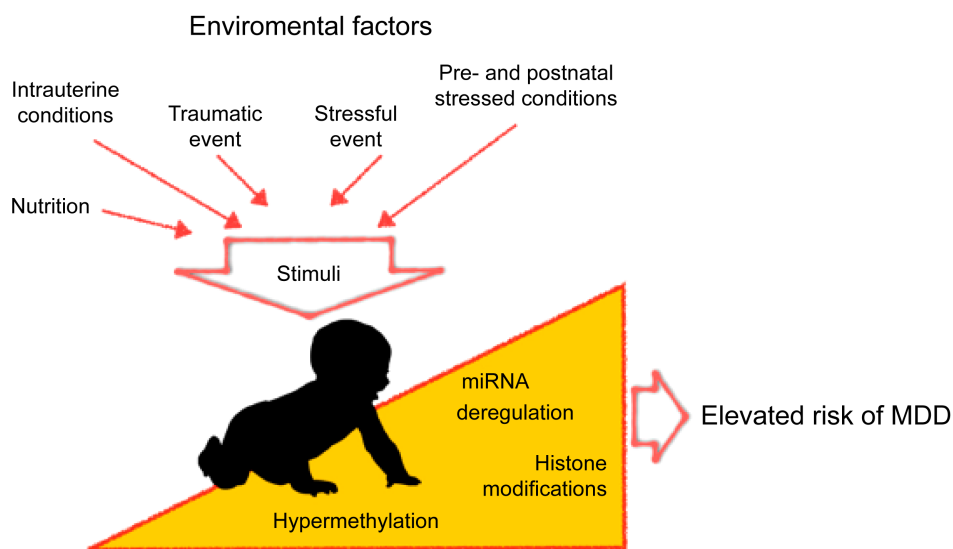 Enviromental factors
Intrauterine
conditions
Traumatic
event
Stressful
event
Pre- and postnatal
stressed conditions
Nutrition
Stimuli
miRNA
deregulation
Histone
modifications
Hypermethylation
Elevated risk of MDD